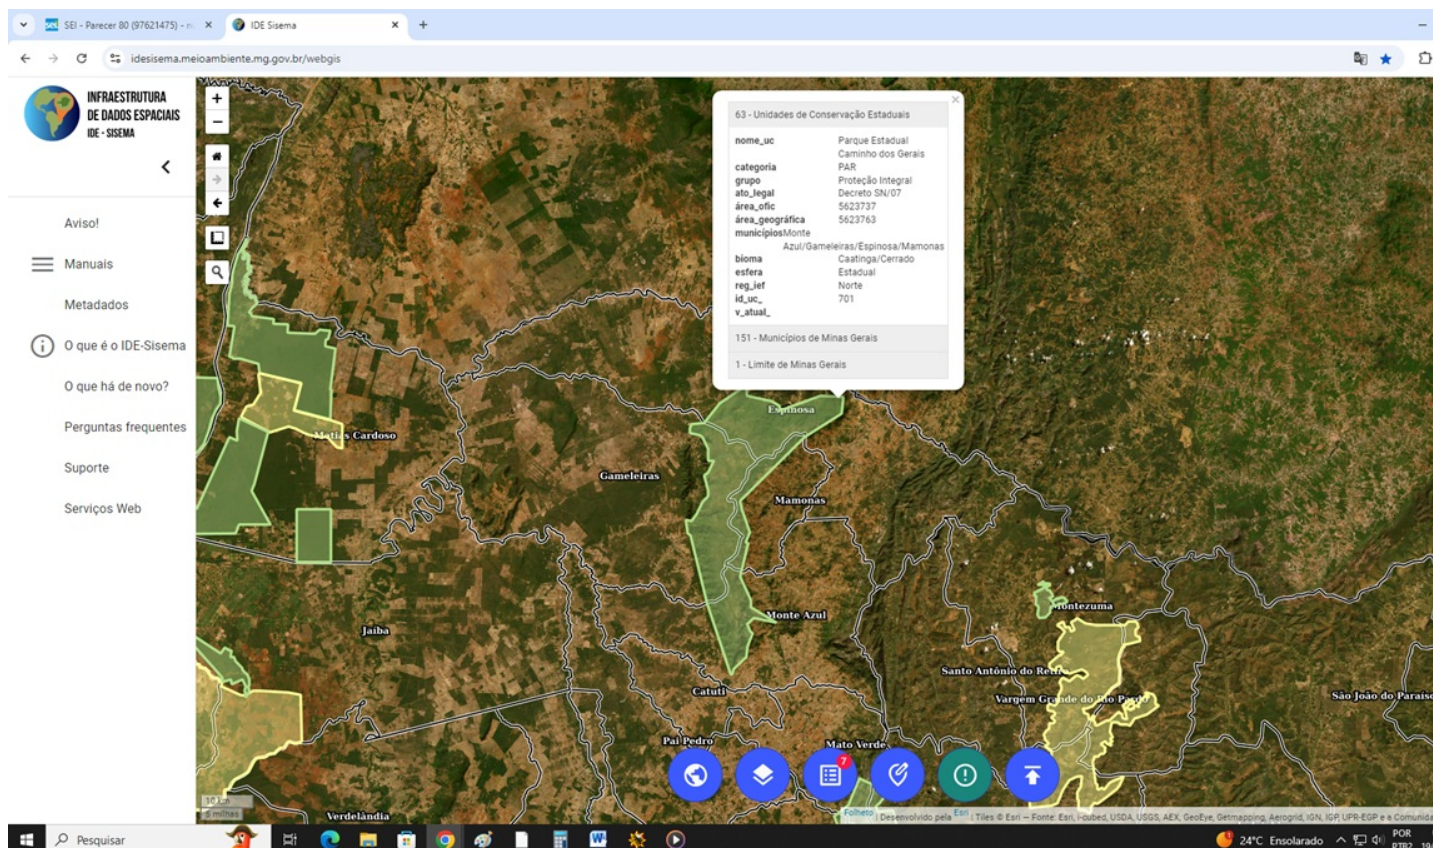 SEI - Parecer 80 (97621475) - n
IDE Sisema
idesisema.meioambiente.mg.gov.br/webgis
INFRAESTRUTURA
DE DADOS ESPACIAIS
IDE - SISEMA
Aviso!
Manuais
Metadados
O que é o IDE-Sisema
O que há de novo?
Perguntas frequentes
Suporte
Serviços Web
63 - Unidades de Conservação Estaduais
nome_uc Parque Estadual
Caminho dos Gerais
categoria PAR
grupo Proteção Integral
ato_legal Decreto SN/07
área_ofic 5623737
área_geográfica 5623763
municípios Monte
Azul/Gameleiras/Espinosa/Mamonas
bioma Caatinga/Cerrado
esfera Estadual
reg_ief Norte
id_uc_ 701
v_atual_
151 - Municípios de Minas Gerais
1 - Limite de Minas Gerais
Espinosa
Matias Cardoso
Gameleiras
Mamonas
Montezuma
Monte Azul
Jaíba
Santo Antônio do Retiro
Catuti
Vargem Grande do Rio Pardo
São João do Paraíso
Pai Pedro
Mato Verde
7
10 km
5 milhas
Verdelândia
Folheto | Desenvolvido pela Esri | Tiles © Esri — Fonte: Esri, i-cubed, USDA, USGS, AEX, GeoEye, Getmapping, Aerogrid, IGN, IGP, UPR-EGP e a Comunida
Pesquisar
24°C Ensolarado
POR
PTB2
19/